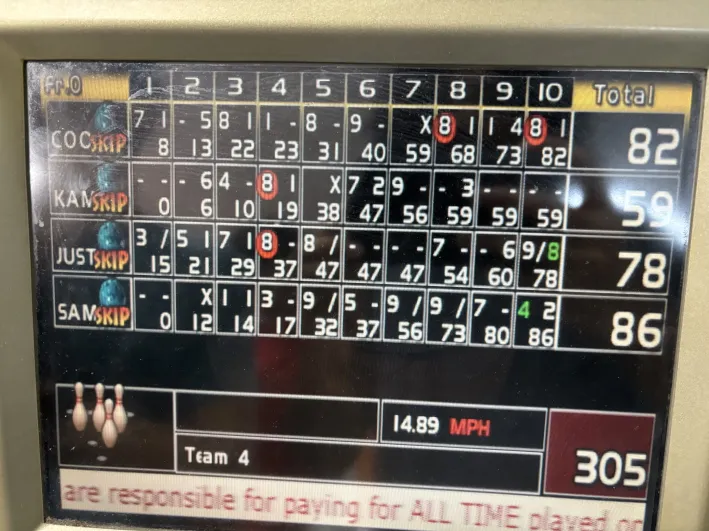 Fr.0 1 2 3 4 5 6 7 8 9 10 Total
7 1 - 5 8 1 1 - 8 - 9 - X 8 1 1 4 8 1
COO SKIP 8 13 22 23 31 40 59 68 73 82 82
- - - 6 4 - 8 1 X 7 2 9 - - 3 - - - -
KAN SKIP 0 6 10 19 38 47 56 59 59 59 59
3 / 5 1 7 1 8 - 8 / - - - - 7 - - 6 9 / 8
JUST SKIP 15 21 29 37 47 47 47 54 60 78 78
- - X 1 1 3 - 9 / 5 - 9 / 9 / 7 - 4 2
SAM SKIP 0 12 14 17 32 37 56 73 80 86 86
14.89 MPH
Team 4
305
are responsible for paying for ALL TIME played